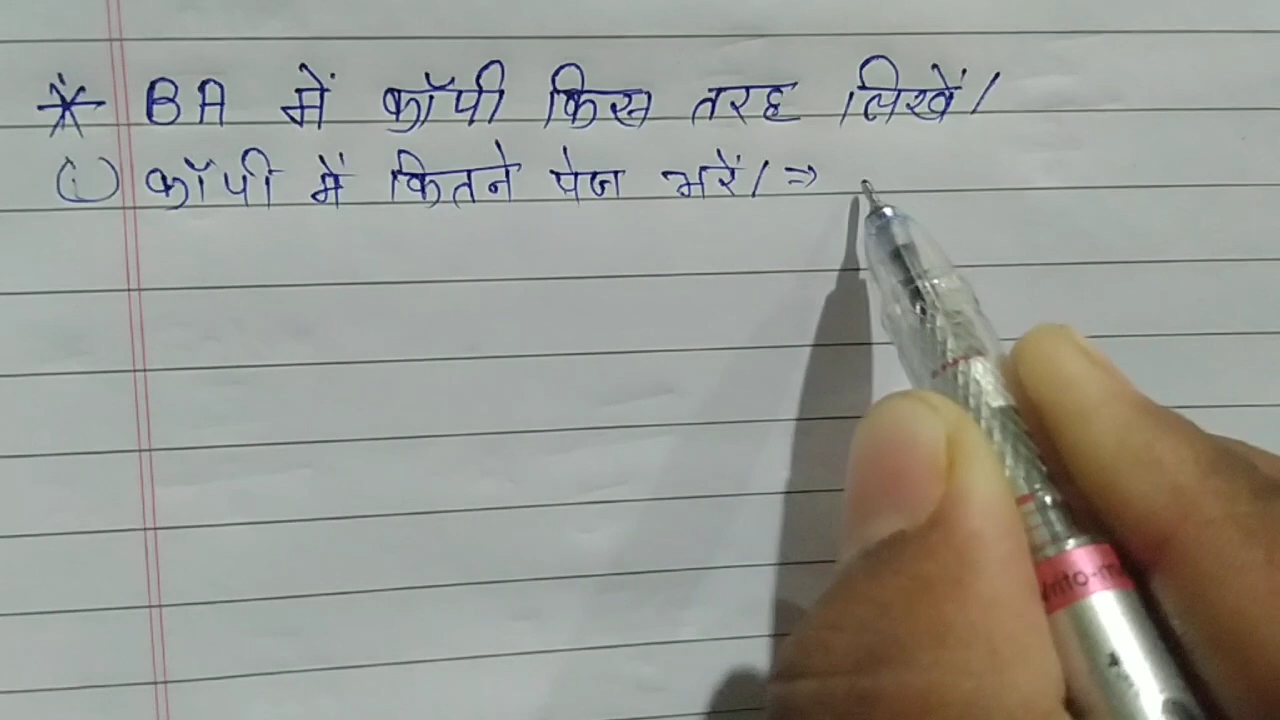 * BA में कॉपी किस तरह लिखें/
(i) कॉपी में कितने पेज भरें/ ⇒